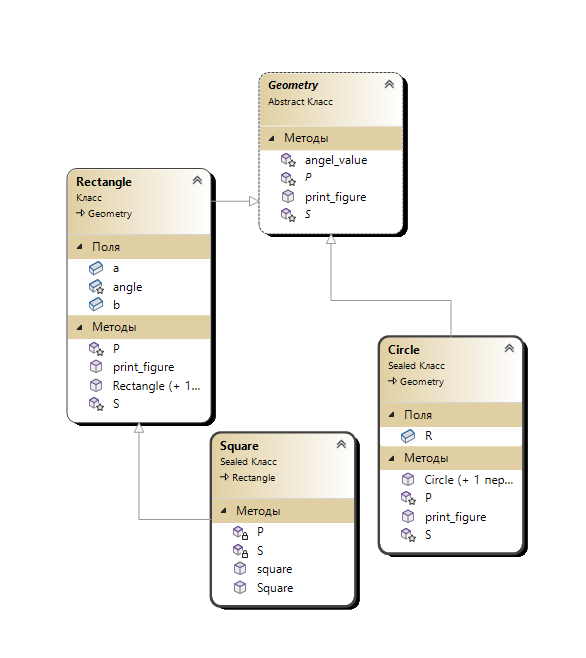 Geometry
Abstract Класс
Методы
angel_value
P
print_figure
S
Rectangle
Класс
Geometry
Поля
a
angle
b
Методы
P
print_figure
Rectangle (+ 1...
S
Circle
Sealed Класс
Geometry
Поля
R
Методы
Circle (+ 1 пер...
P
print_figure
S
Square
Sealed Класс
Rectangle
Методы
P
S
square
Square